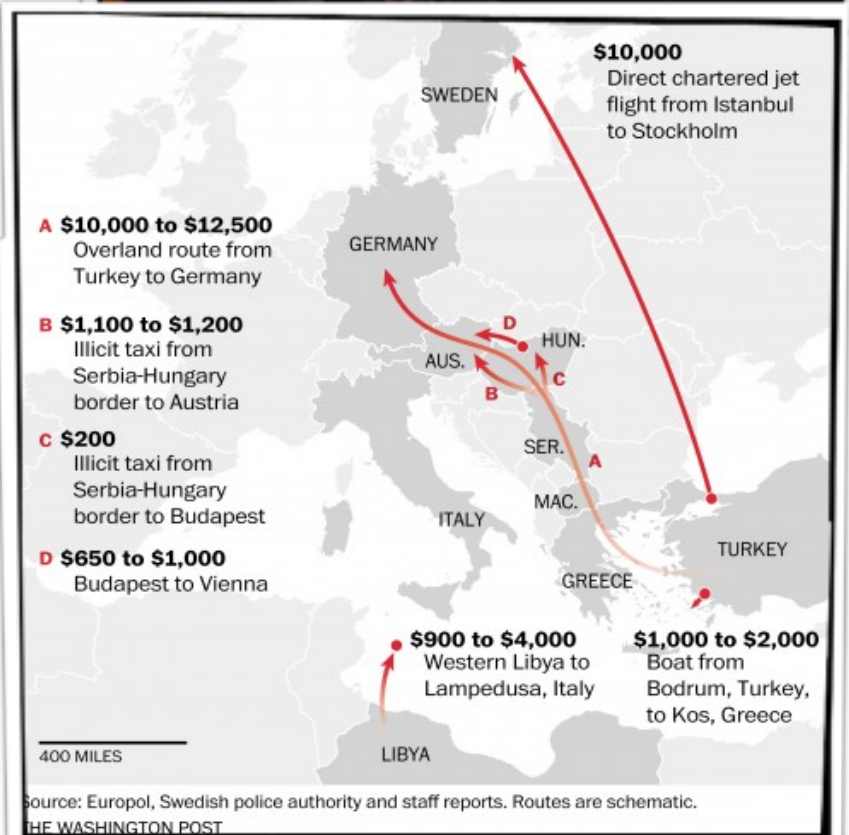 $10,000
Direct chartered jet
flight from Istanbul
to Stockholm
SWEDEN
A $10,000 to $12,500
Overland route from
Turkey to Germany
GERMANY
B $1,100 to $1,200
Illicit taxi from
Serbia-Hungary
border to Austria
D
HUN.
AUS.
C
B
C $200
Illicit taxi from
Serbia-Hungary
border to Budapest
SER.
A
MAC.
ITALY
D $650 to $1,000
Budapest to Vienna
TURKEY
GREECE
$900 to $4,000
Western Libya to
Lampedusa, Italy
$1,000 to $2,000
Boat from
Bodrum, Turkey,
to Kos, Greece
400 MILES
LIBYA
Source: Europol, Swedish police authority and staff reports. Routes are schematic.
THE WASHINGTON POST